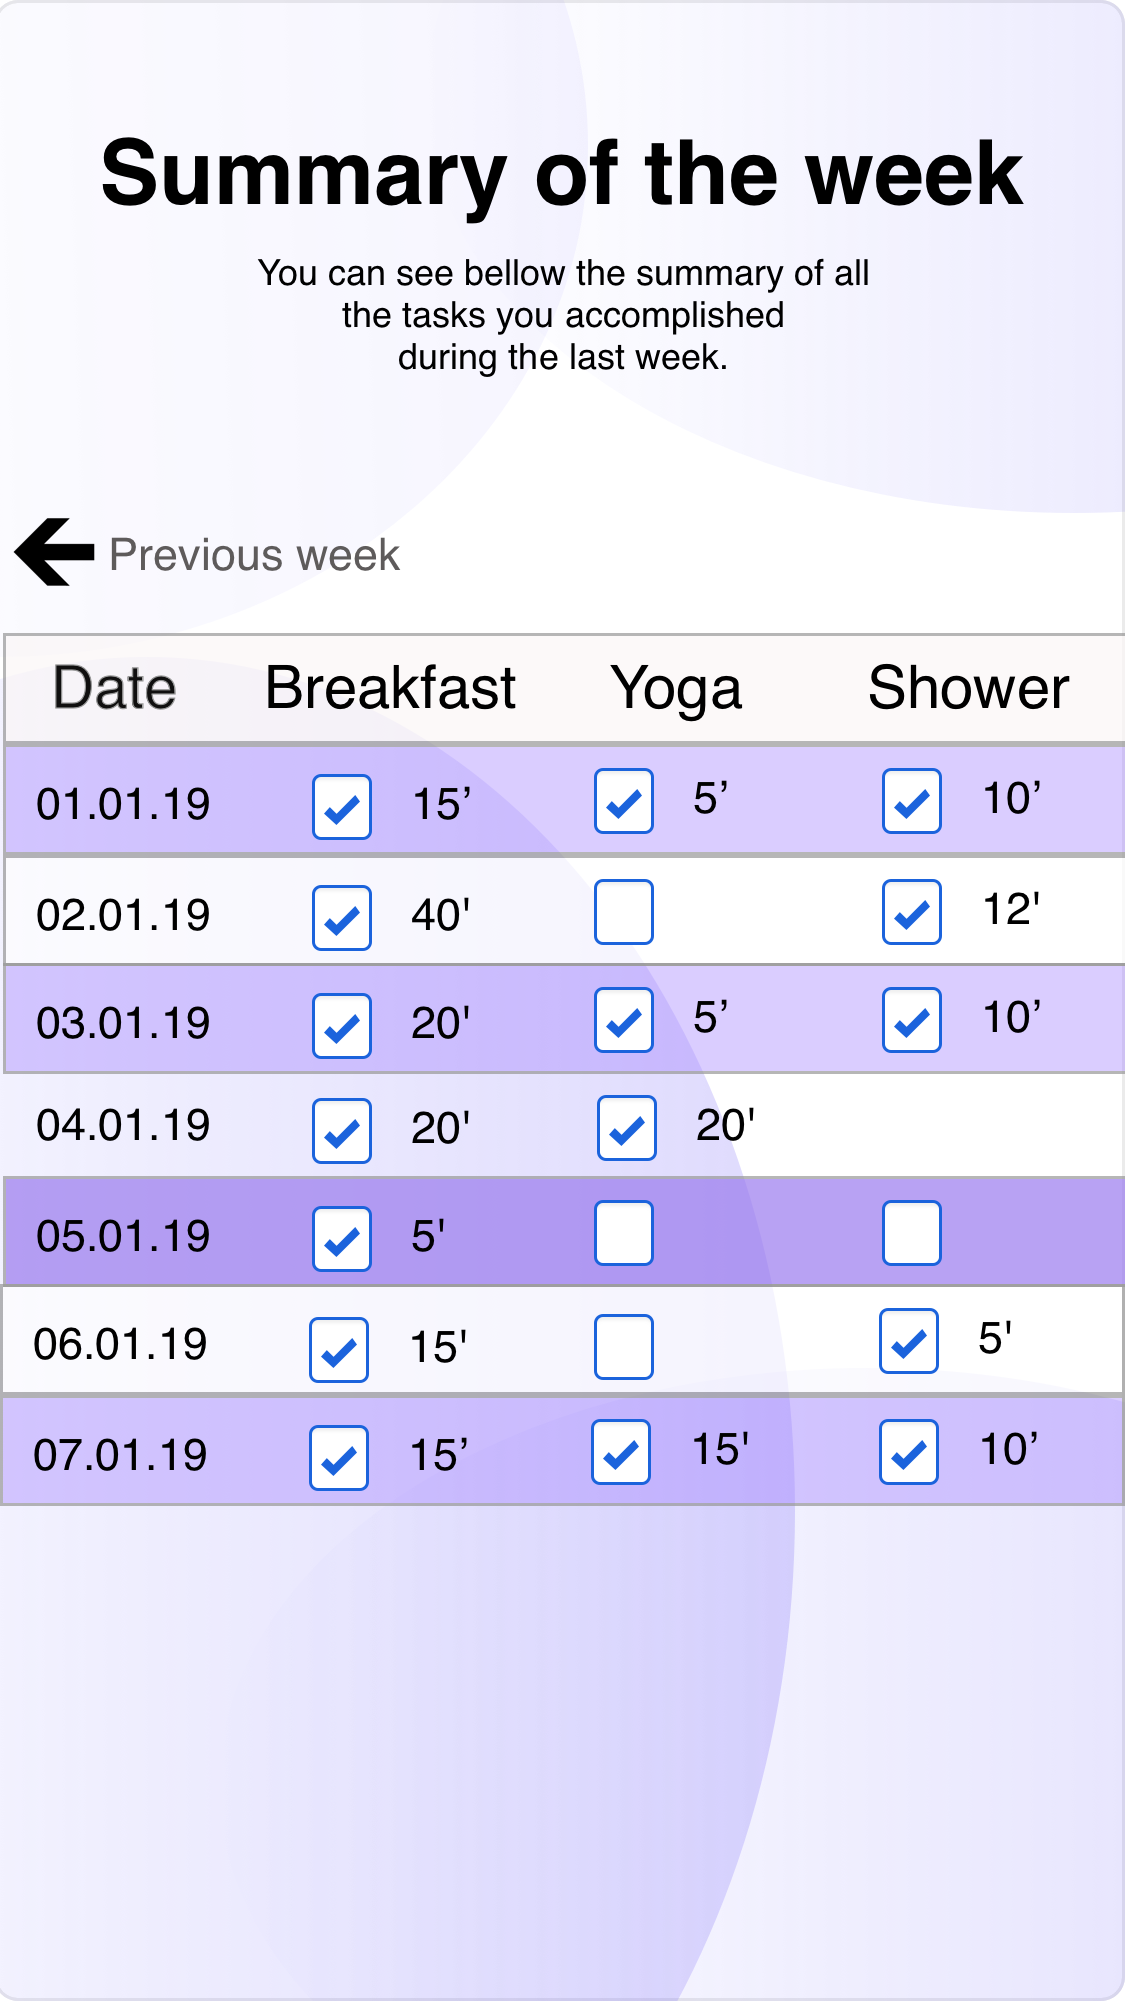 Summary of the week
You can see bellow the summary of all
the tasks you accomplished
during the last week.
Previous week
Date Breakfast Yoga Shower
01.01.19 15’ 5’ 10’
02.01.19 40' 12'
03.01.19 20' 5’ 10’
04.01.19 20' 20'
05.01.19 5'
06.01.19 15' 5'
07.01.19 15’ 15' 10’